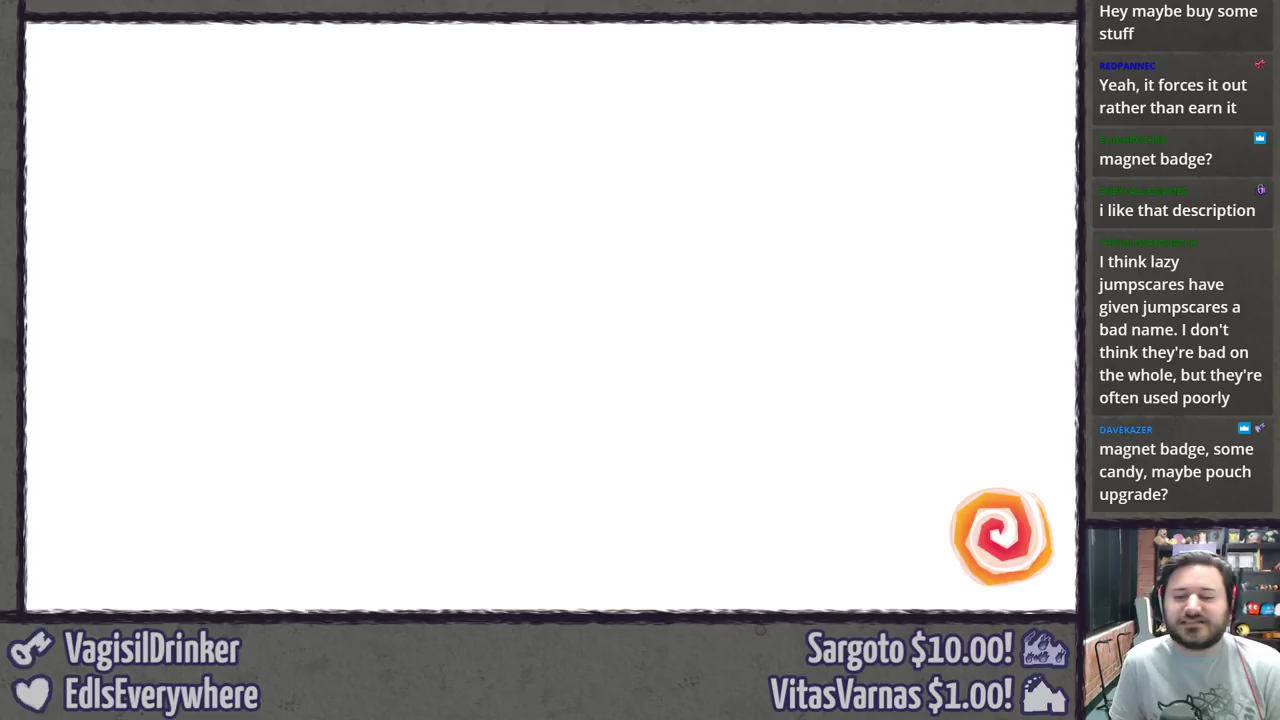 Hey maybe buy some
stuff
REDPANNEC
Yeah, it forces it out
rather than earn it
magnet badge?
i like that description
I think lazy
jumpscares have
given jumpscares a
bad name. I don't
think they're bad on
the whole, but they're
often used poorly
DAVEKAZER
magnet badge, some
candy, maybe pouch
upgrade?
VagisilDrinker
EdIsEverywhere
Sargoto $10.00!
VitasVarnas $1.00!